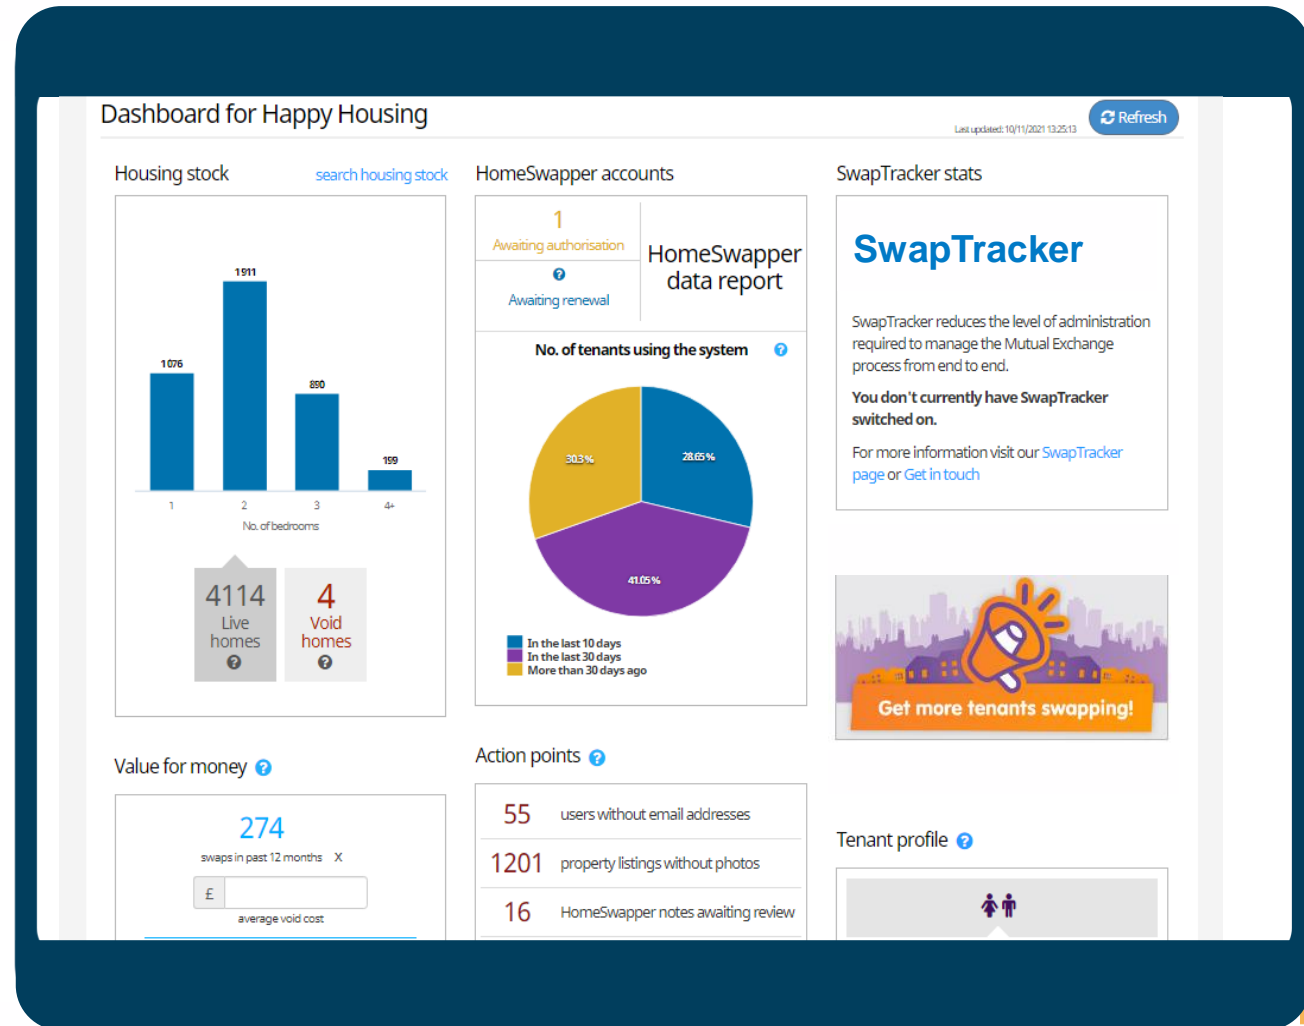 Dashboard for Happy Housing
Last updated: 10/11/2021 13:25:13
Refresh
Housing stock
search housing stock
1076
1911
890
199
1
2
3
4+
No. of bedrooms
4114
Live
homes
4
Void
homes
HomeSwapper accounts
1
Awaiting authorisation
Awaiting renewal
HomeSwapper
data report
No. of tenants using the system
30.3%
28.65%
41.05%
In the last 10 days
In the last 30 days
More than 30 days ago
SwapTracker stats
SwapTracker
SwapTracker reduces the level of administration
required to manage the Mutual Exchange
process from end to end.
You don't currently have SwapTracker
switched on.
For more information visit our SwapTracker
page or Get in touch
Get more tenants swapping!
Value for money
274
swaps in past 12 months X
£
average void cost
Action points
55 users without email addresses
1201 property listings without photos
16 HomeSwapper notes awaiting review
Tenant profile